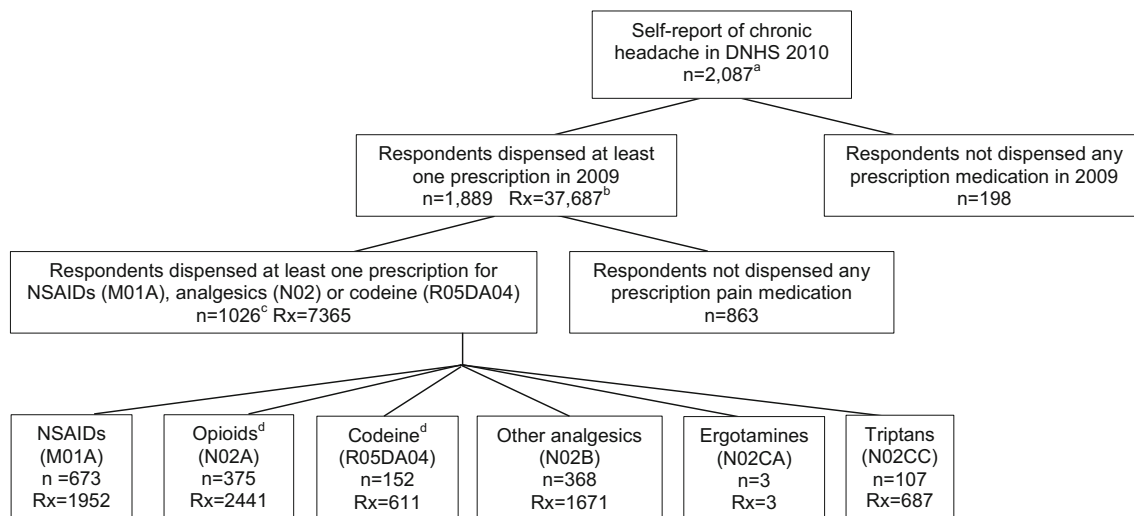 Self-report of chronic
headache in DNHS 2010
n=2,087ᵃ
Respondents dispensed at least
one prescription in 2009
n=1,889 Rx=37,687ᵇ
Respondents not dispensed any
prescription medication in 2009
n=198
Respondents dispensed at least one prescription for
NSAIDs (M01A), analgesics (N02) or codeine (R05DA04)
n=1026ᶜ Rx=7365
Respondents not dispensed any
prescription pain medication
n=863
NSAIDs
(M01A)
n =673
Rx=1952
Opioidsᵈ
(N02A)
n=375
Rx=2441
Codeineᵈ
(R05DA04)
n=152
Rx=611
Other analgesics
(N02B)
n=368
Rx=1671
Ergotamines
(N02CA)
n=3
Rx=3
Triptans
(N02CC)
n=107
Rx=687